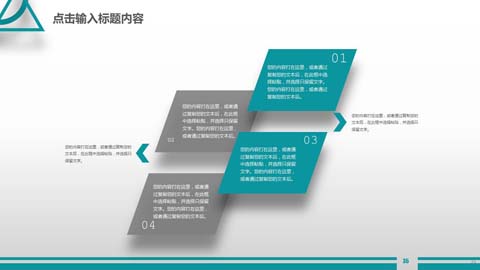 点击输入标题内容
01
您的内容打在这里，或者通过
复制您的文本后，在此框中选
择粘贴，并选择只保留文字。
您的内容打在这里，或者通过
复制您的文本后。
您的内容打在这里，或者通
过复制您的文本后，在此框
中选择粘贴，并选择只保留
文字。您的内容打在这里，
或者通过复制您的文本后。
02
03
您的内容打在这里，或者通
过复制您的文本后，在此框
中选择粘贴，并选择只保留
文字。您的内容打在这里，
或者通过复制您的文本后。
您的内容打在这里，或者通
过复制您的文本后，在此框
中选择粘贴，并选择只保留
文字。您的内容打在这里，
或者通过复制您的文本后。
04
您的内容打在这里，或者通过复制您的
文本后，在此框中选择粘贴，并选择只
保留文字。
您的内容打在这里，或者通过复制您的
文本后，在此框中选择粘贴，并选择只
保留文字。
35